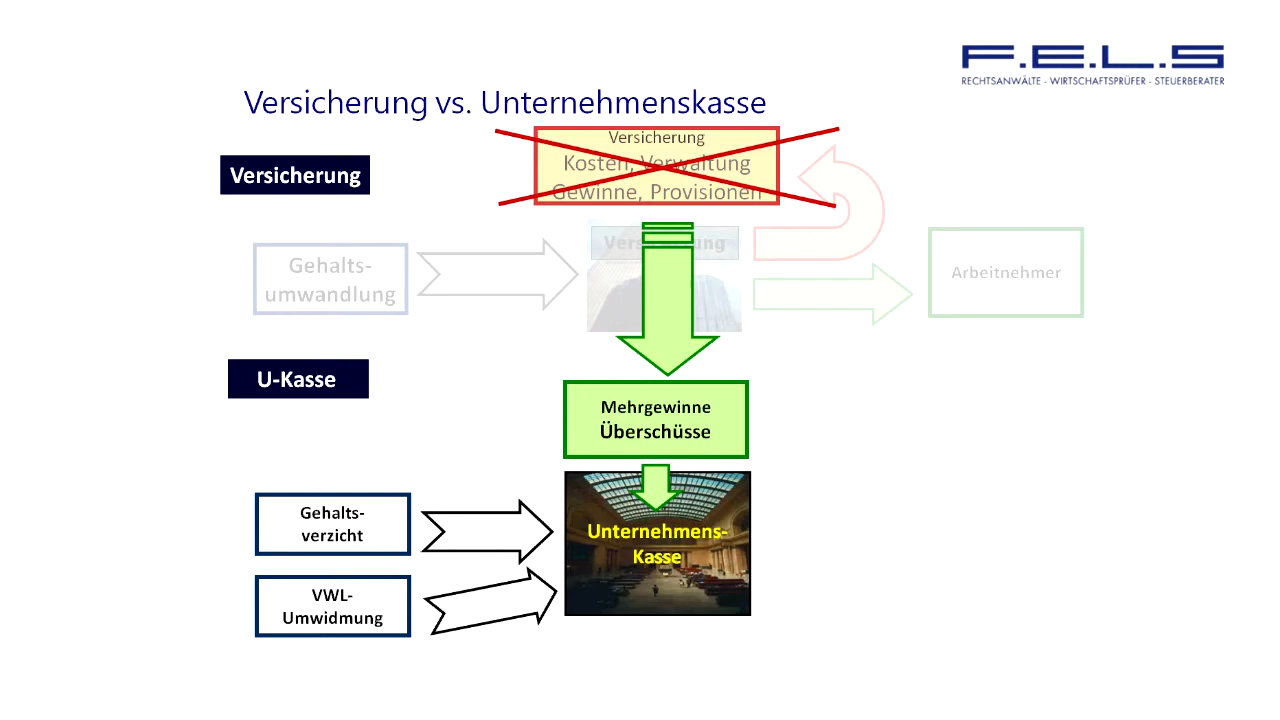 F.E.L.S
RECHTSANWÄLTE - WIRTSCHAFTSPRÜFER - STEUERBERATER
Versicherung vs. Unternehmenskasse
Versicherung
Kosten, Verwaltung
Gewinne, Provisionen
Versicherung
Versicherung
Gehalts-
umwandlung
Arbeitnehmer
U-Kasse
Mehrgewinne
Überschüsse
Gehalts-
verzicht
Unternehmens-
Kasse
VWL-
Umwidmung